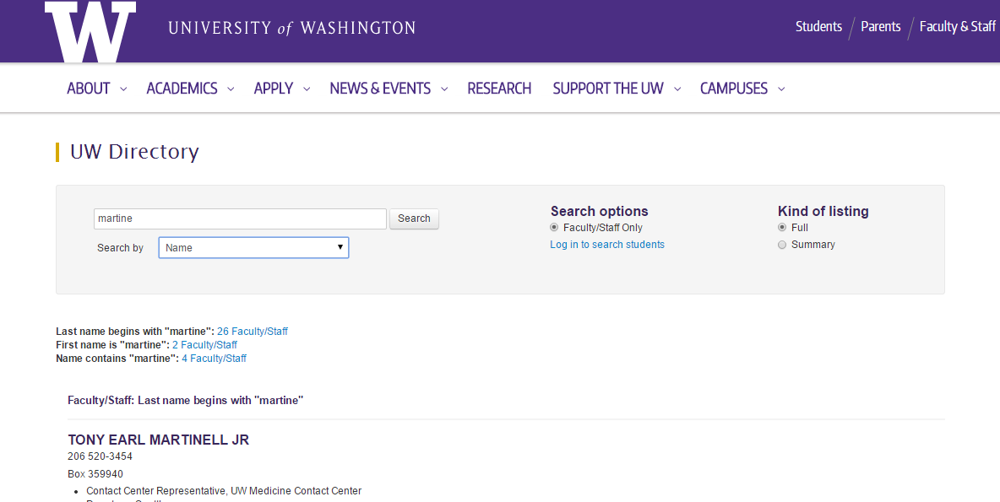 W UNIVERSITY of WASHINGTON
Students / Parents / Faculty & Staff
ABOUT ACADEMICS APPLY NEWS & EVENTS RESEARCH SUPPORT THE UW CAMPUSES
UW Directory
martine Search
Search by Name
Search options
Faculty/Staff Only
Log in to search students
Kind of listing
Full
Summary
Last name begins with "martine": 26 Faculty/Staff
First name is "martine": 2 Faculty/Staff
Name contains "martine": 4 Faculty/Staff
Faculty/Staff: Last name begins with "martine"
TONY EARL MARTINELL JR
206 520-3454
Box 359940
• Contact Center Representative, UW Medicine Contact Center